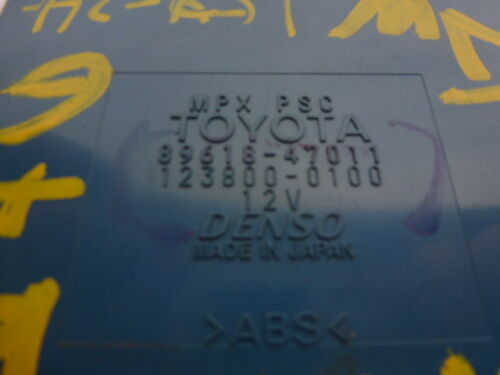 MPX PSC
TOYOTA
89618-47011
123800-0100
12V
DENSO
MADE IN JAPAN
>ABS<